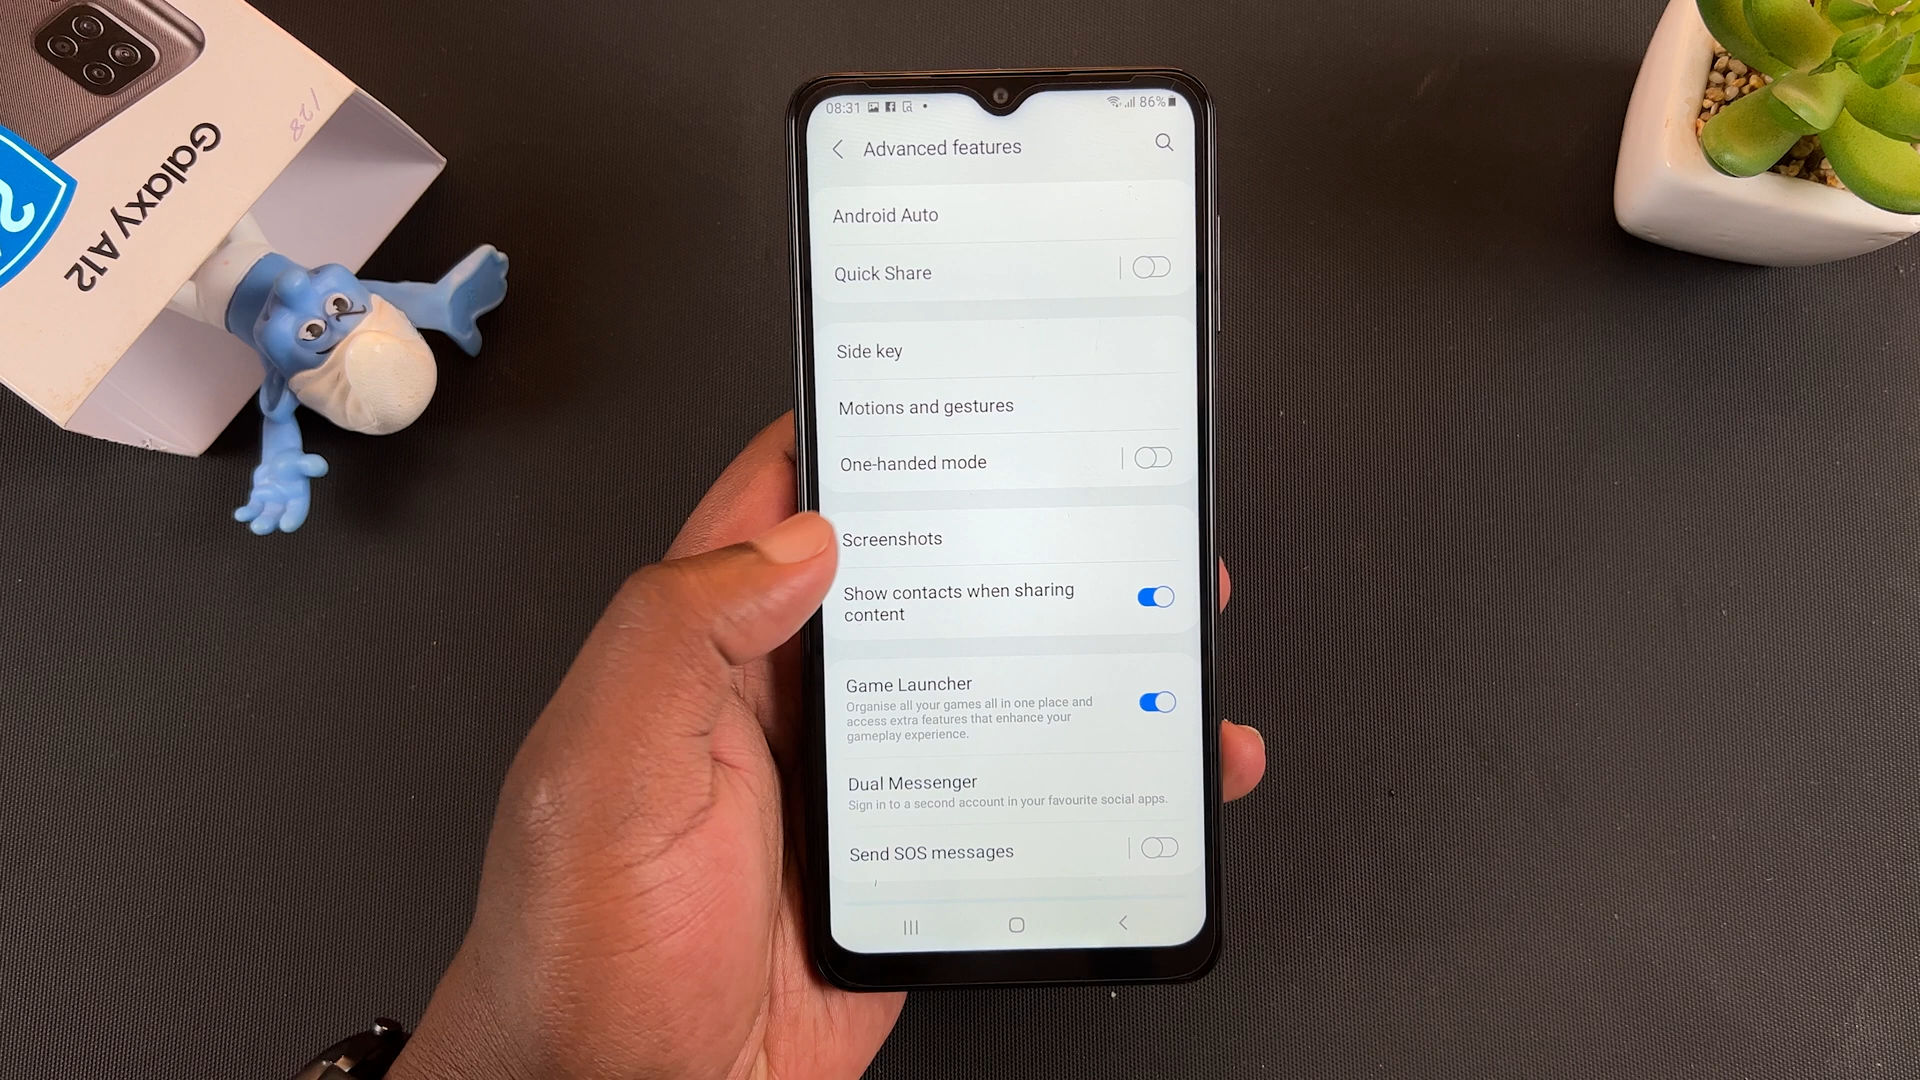 Galaxy A12
128
08:31
86%
Advanced features
Android Auto
Quick Share
Side key
Motions and gestures
One-handed mode
Screenshots
Show contacts when sharing
content
Game Launcher
Organise all your games all in one place and
access extra features that enhance your
gameplay experience.
Dual Messenger
Sign in to a second account in your favourite social apps.
Send SOS messages